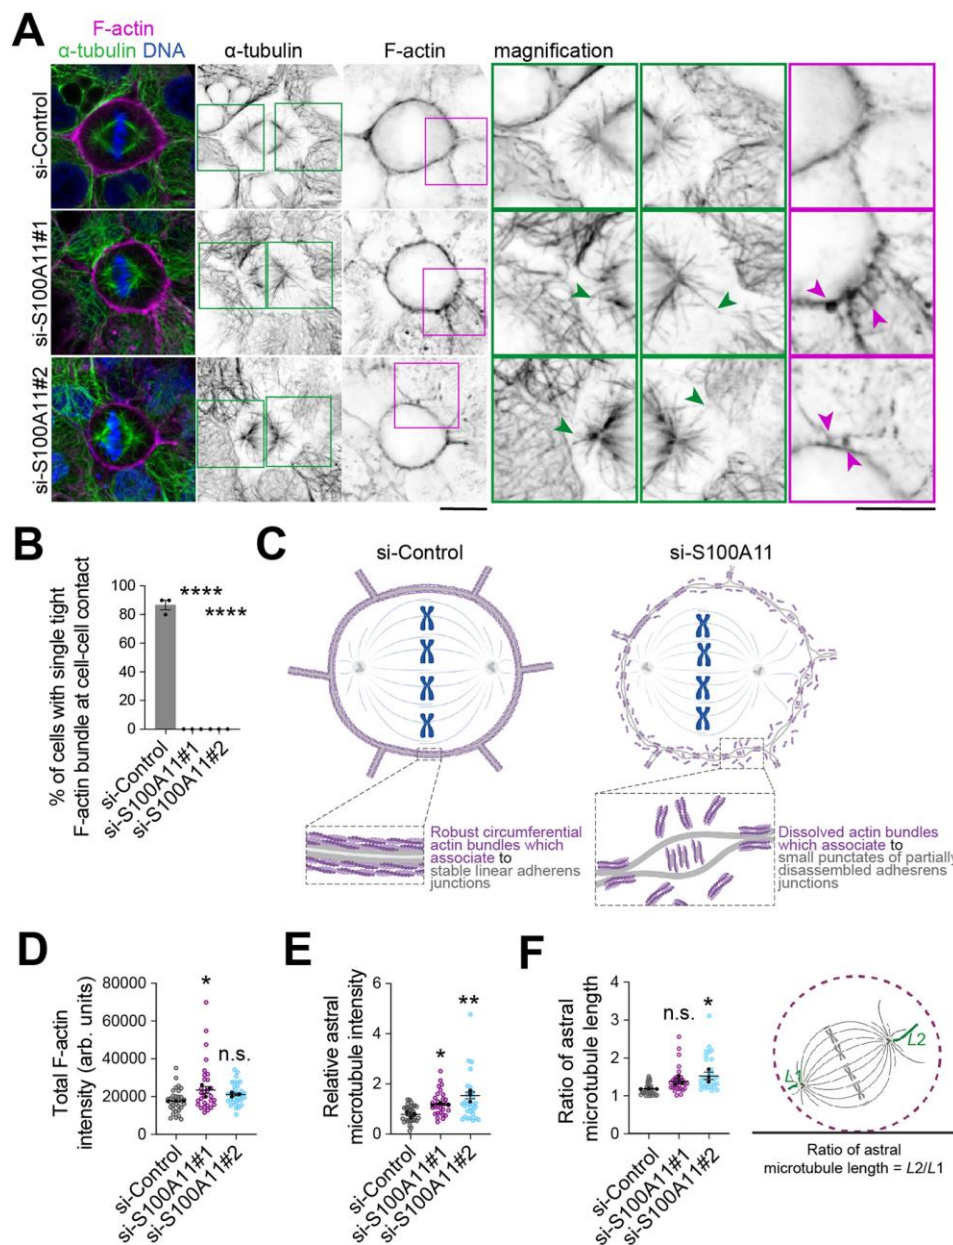 A
F-actin
α-tubulin DNA
α-tubulin
F-actin
magnification
si-Control
si-S100A11#1
si-S100A11#2
B
% of cells with single tight
F-actin bundle at cell-cell contact
100
80
60
40
20
0
****
****
si-Control
si-S100A11#1
si-S100A11#2
C
si-Control
si-S100A11
Robust circumferential
actin bundles which
associate to
stable linear adherens
junctions
Dissolved actin bundles
which associate to
small punctates of partially
disassembled adhesrens
junctions
D
Total F-actin
intensity (arb. units)
80000
60000
40000
20000
0
*
n.s.
si-Control
si-S100A11#1
si-S100A11#2
E
Relative astral
microtubule intensity
6
4
2
0
*
**
si-Control
si-S100A11#1
si-S100A11#2
F
Ratio of astral
microtubule length
4
3
2
1
0
n.s.
*
si-Control
si-S100A11#1
si-S100A11#2
L2
L1
Ratio of astral
microtubule length = L2/L1